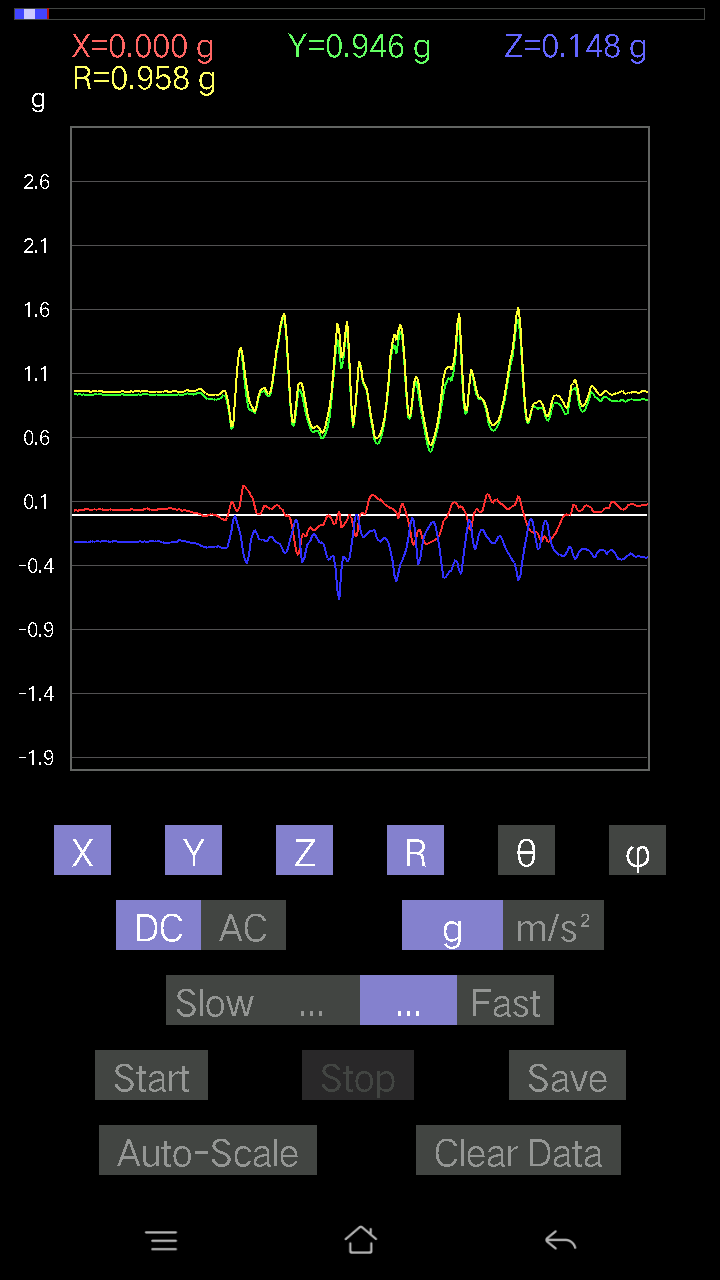 X=0.000 g Y=0.946 g Z=0.148 g
R=0.958 g
g
2.6
2.1
1.6
1.1
0.6
0.1
-0.4
-0.9
-1.4
-1.9
X Y Z R θ φ
DC AC g m/s²
Slow ... ... Fast
Start Stop Save
Auto-Scale Clear Data